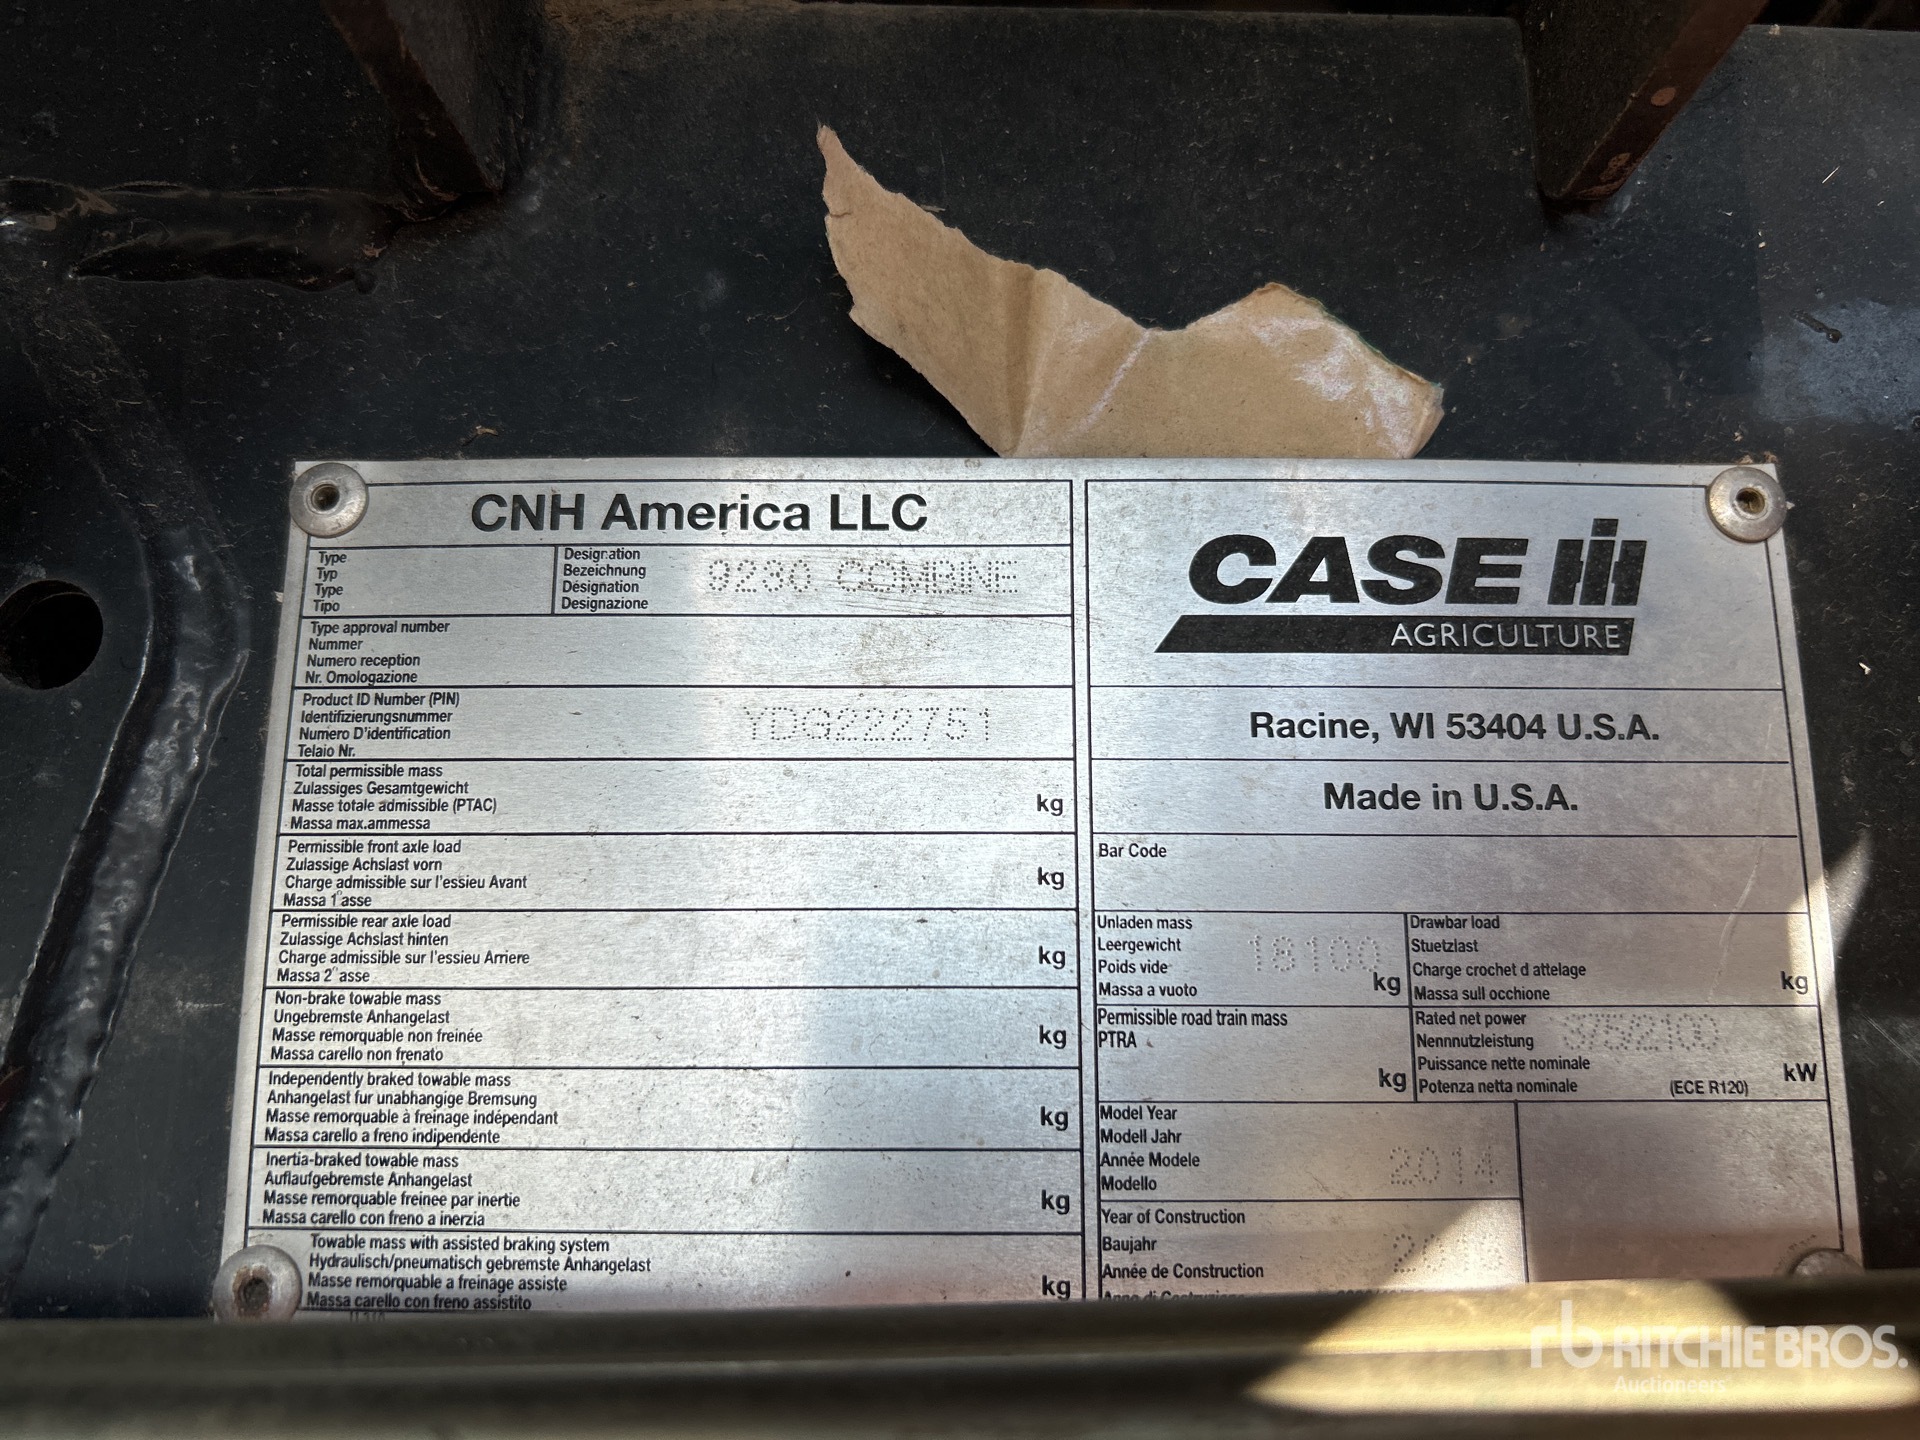 CNH America LLC
Type
Typ
Type
Tipo
Designation
Bezeichnung
Désignation
Designazione
9230 COMBINE
Type approval number
Nummer
Numero reception
Nr. Omologazione
Product ID Number (PIN)
Identifizierungsnummer
Numero D'identification
Telaio Nr.
YDG222751
Total permissible mass
Zulassiges Gesamtgewicht
Masse totale admissible (PTAC)
Massa max.ammessa
kg
Permissible front axle load
Zulassige Achslast vorn
Charge admissible sur l'essieu Avant
Massa 1°asse
kg
Permissible rear axle load
Zulassige Achslast hinten
Charge admissible sur l'essieu Arriere
Massa 2°asse
kg
Non-brake towable mass
Ungebremste Anhangelast
Masse remorquable non freinée
Massa carello non frenato
kg
Independently braked towable mass
Anhangelast fur unabhangige Bremsung
Masse remorquable à freinage indépendant
Massa carello a freno indipendente
kg
Inertia-braked towable mass
Auflaufgebremste Anhangelast
Masse remorquable freinee par inertie
Massa carello con freno a inerzia
kg
Towable mass with assisted braking system
Hydraulisch/pneumatisch gebremste Anhangelast
Masse remorquable a freinage assiste
Massa carello con freno assistito
kg
CASE IH
AGRICULTURE
Racine, WI 53404 U.S.A.
Made in U.S.A.
Bar Code
Unladen mass
Leergewicht
Poids vide
Massa a vuoto
18100
kg
Drawbar load
Stuetzlast
Charge crochet d attelage
Massa sull occhione
kg
Permissible road train mass
PTRA
kg
Rated net power
Nennnutzleistung
Puissance nette nominale
Potenza netta nominale
(ECE R120)
kW
Model Year
Modell Jahr
Année Modele
Modello
2014
Year of Construction
Baujahr
Année de Construction
2013
rb RITCHIE BROS.
Auctioneers